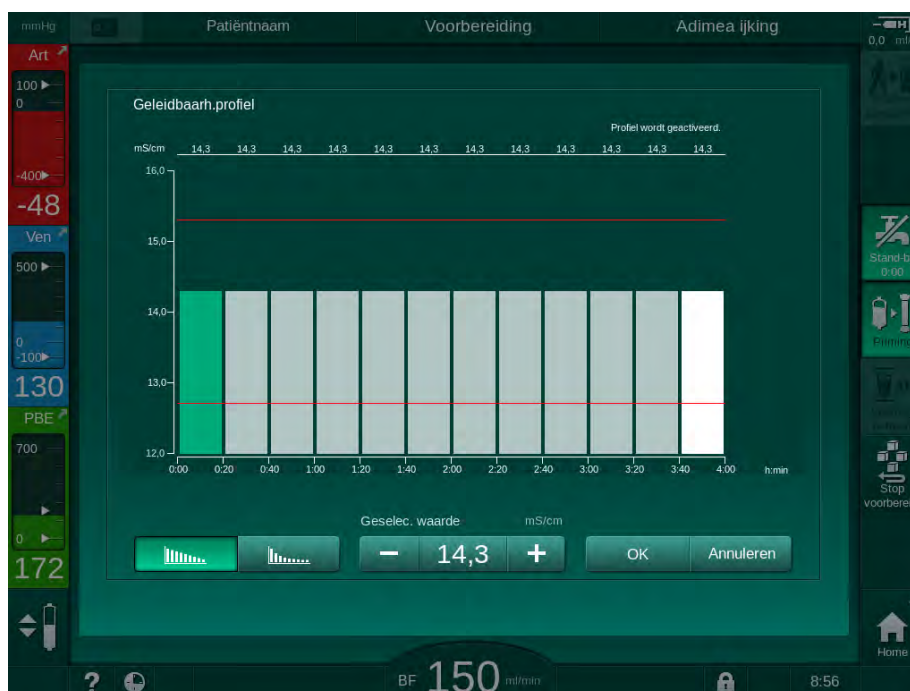 mmHg
Patiëntnaam
Voorbereiding
Adimea ijking
0,0 ml/
Art
100
0
-400
-48
Ven
500
0
-100
130
PBE
700
0
172
Geleidbaarh.profiel
Profiel wordt geactiveerd.
mS/cm 14,3 14,3 14,3 14,3 14,3 14,3 14,3 14,3 14,3 14,3 14,3 14,3
16,0
15,0
14,0
13,0
12,0
0:00 0:20 0:40 1:00 1:20 1:40 2:00 2:20 2:40 3:00 3:20 3:40 4:00 h:min
Geselec. waarde mS/cm
− 14,3 +
OK
Annuleren
Stand-b
0:00
Priming
Stop
voorberei
Home
? BF 150 ml/min 8:56